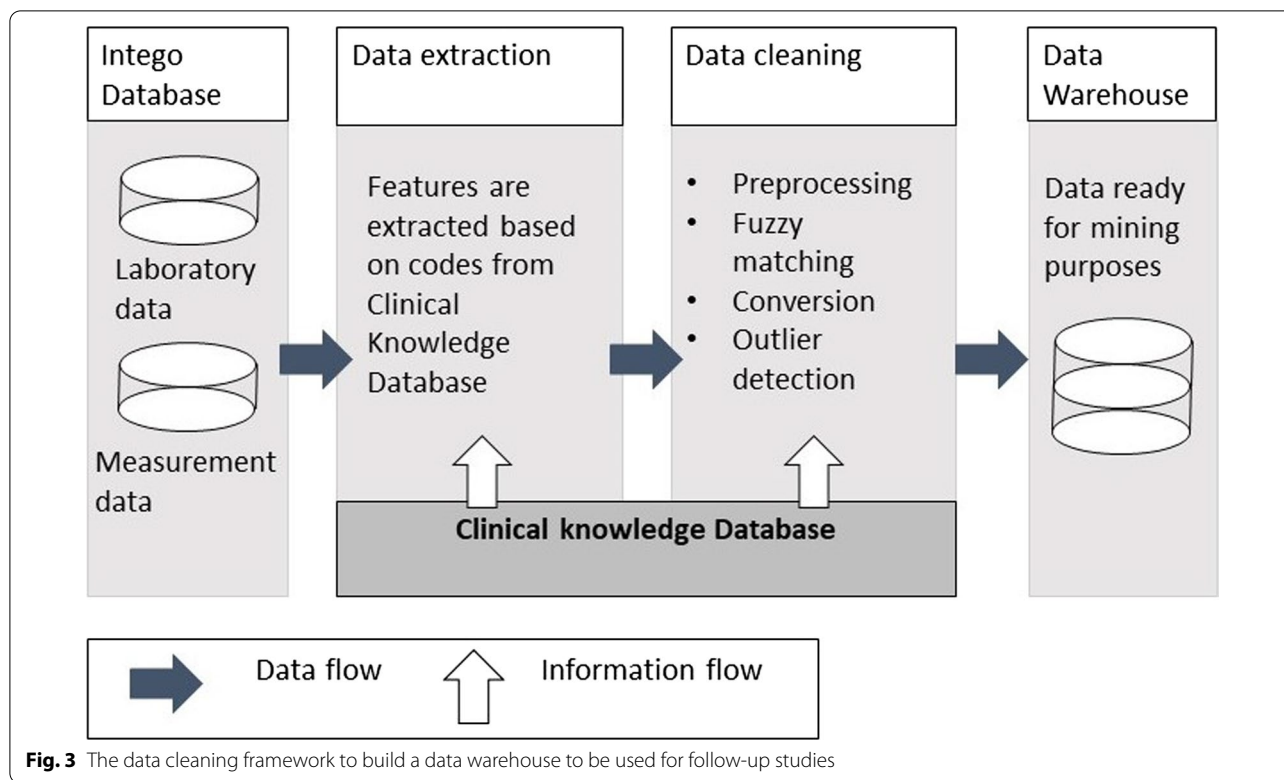 Intego
Database
Laboratory
data
Measurement
data
Data extraction
Features are
extracted based
on codes from
Clinical
Knowledge
Database
Data cleaning
• Preprocessing
• Fuzzy
matching
• Conversion
• Outlier
detection
Data
Warehouse
Data ready
for mining
purposes
Clinical knowledge Database
Data flow
Information flow
Fig. 3 The data cleaning framework to build a data warehouse to be used for follow-up studies